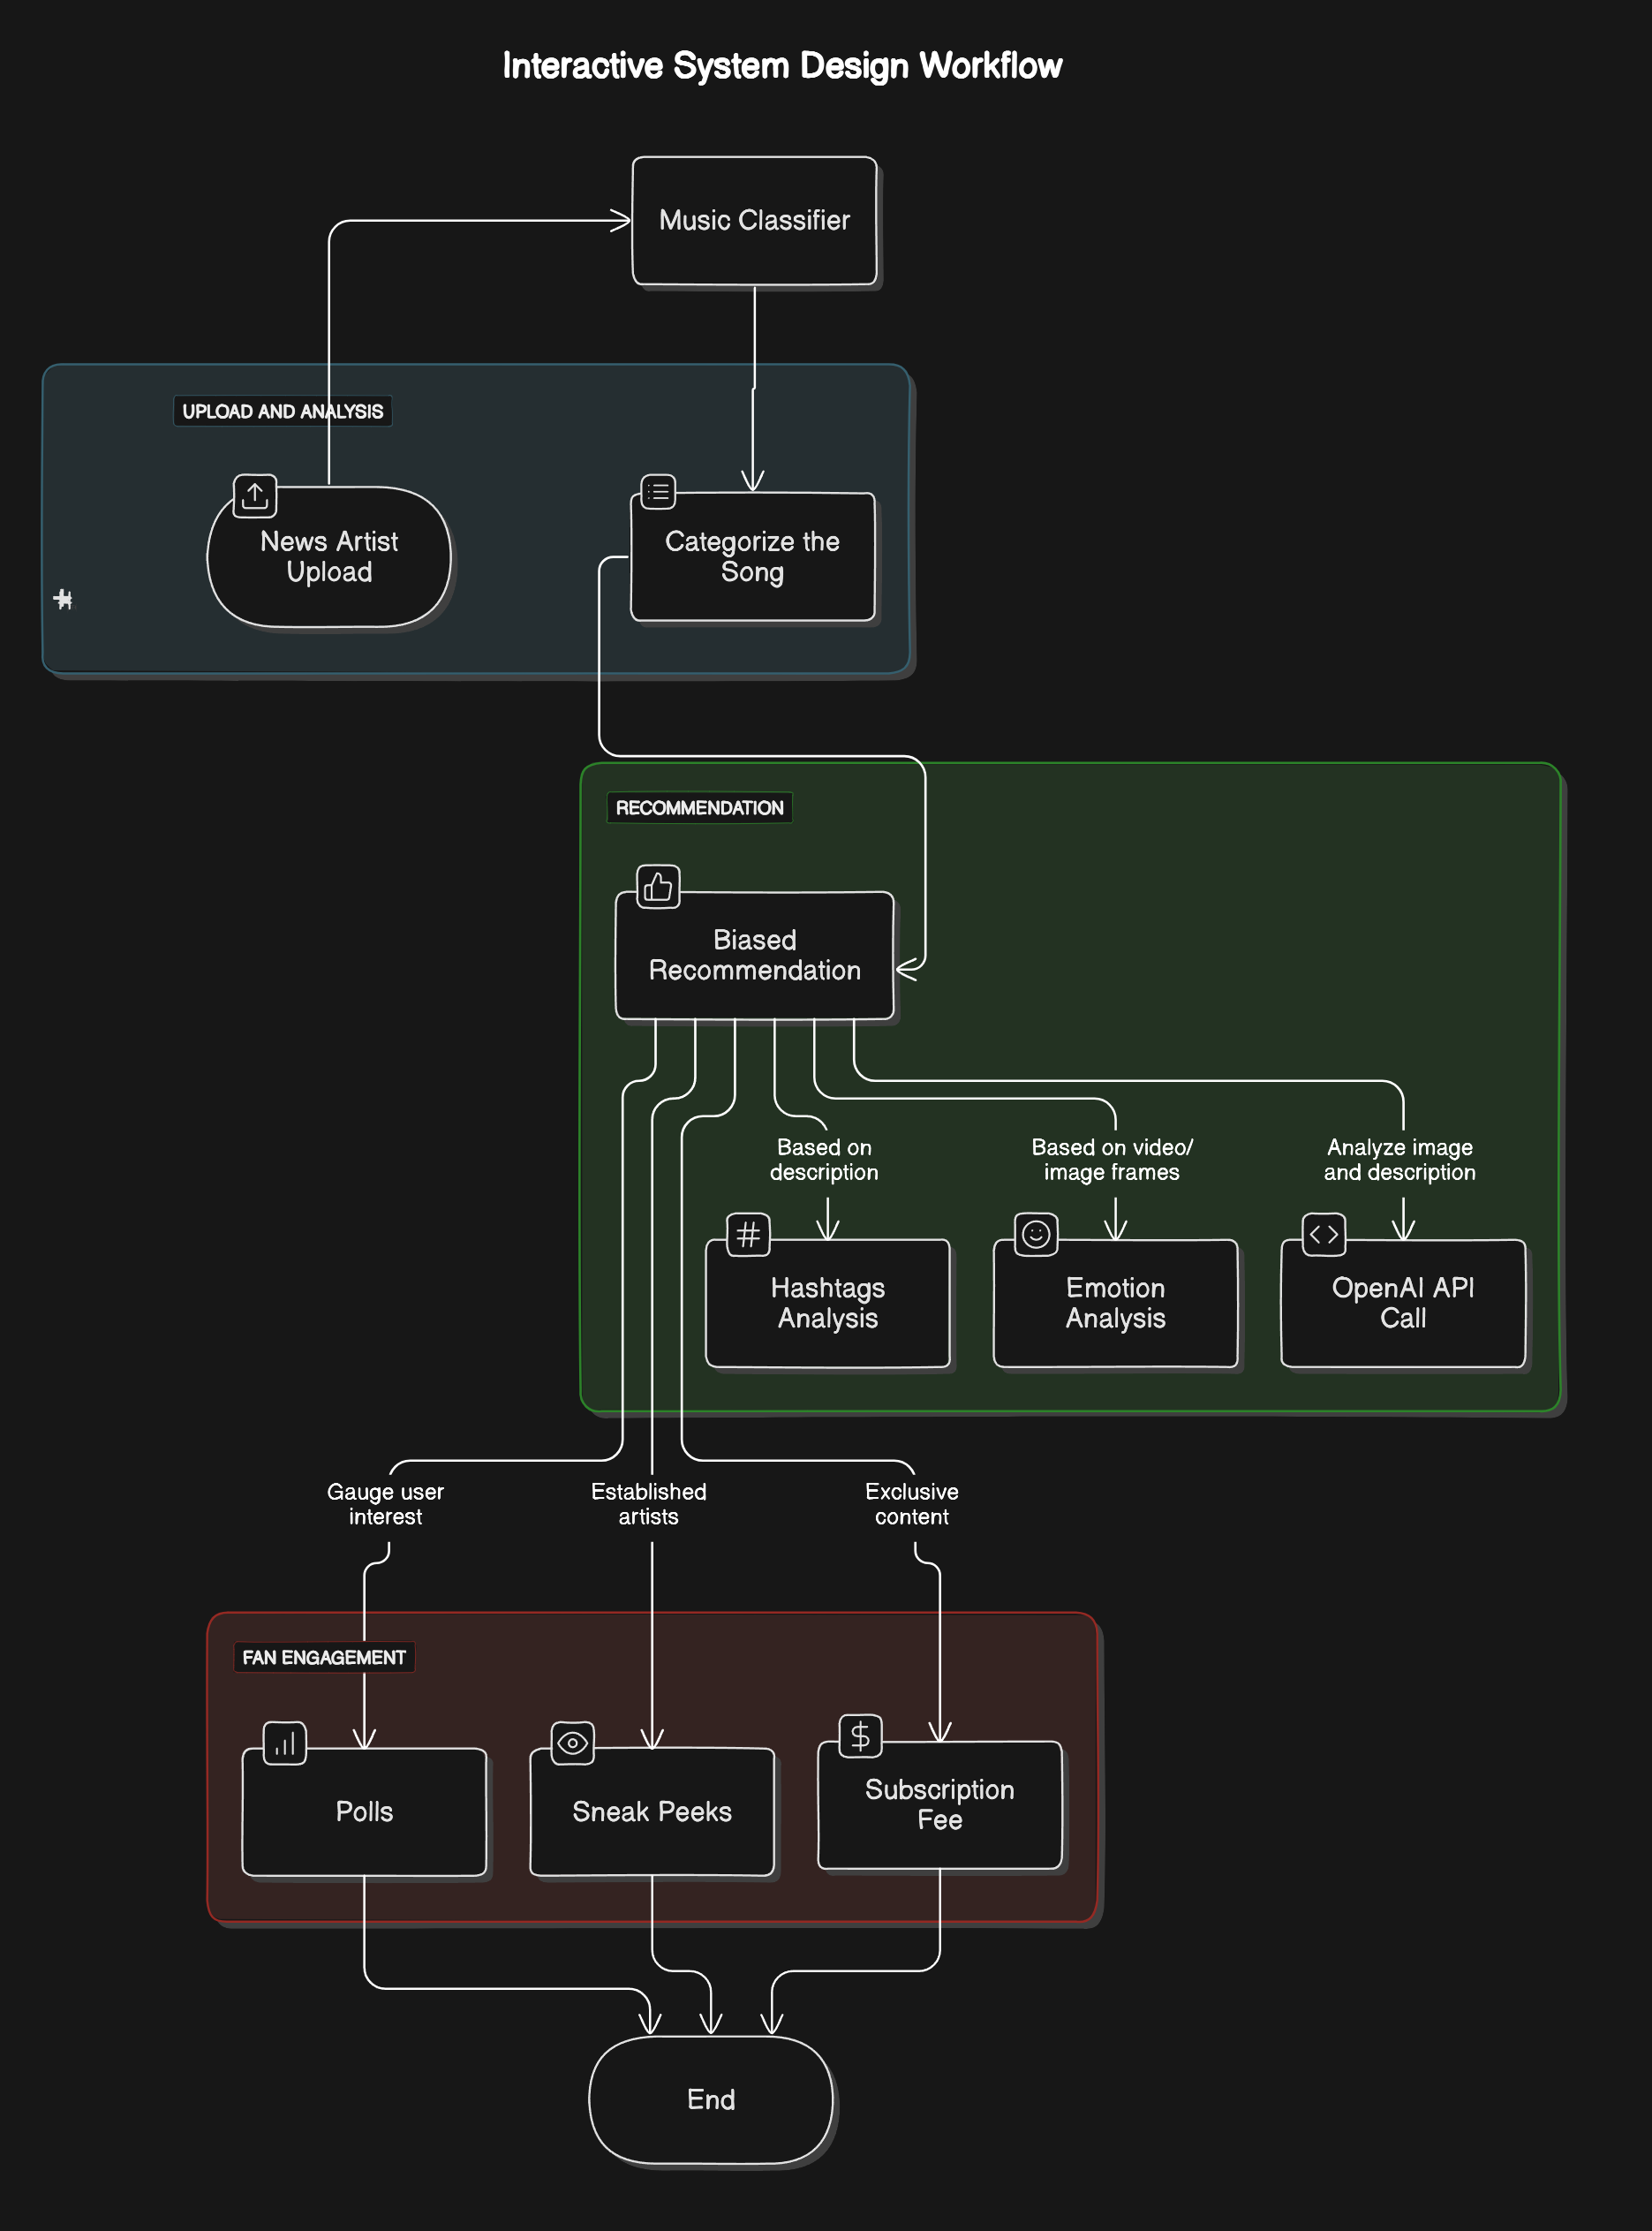 Interactive System Design Workflow
Music Classifier
UPLOAD AND ANALYSIS
News Artist
Upload
Categorize the
Song
RECOMMENDATION
Biased
Recommendation
Based on
description
Based on video/
image frames
Analyze image
and description
#
Hashtags
Analysis
Emotion
Analysis
<>
OpenAI API
Call
Gauge user
interest
Established
artists
Exclusive
content
FAN ENGAGEMENT
Polls
Sneak Peeks
$
Subscription
Fee
End